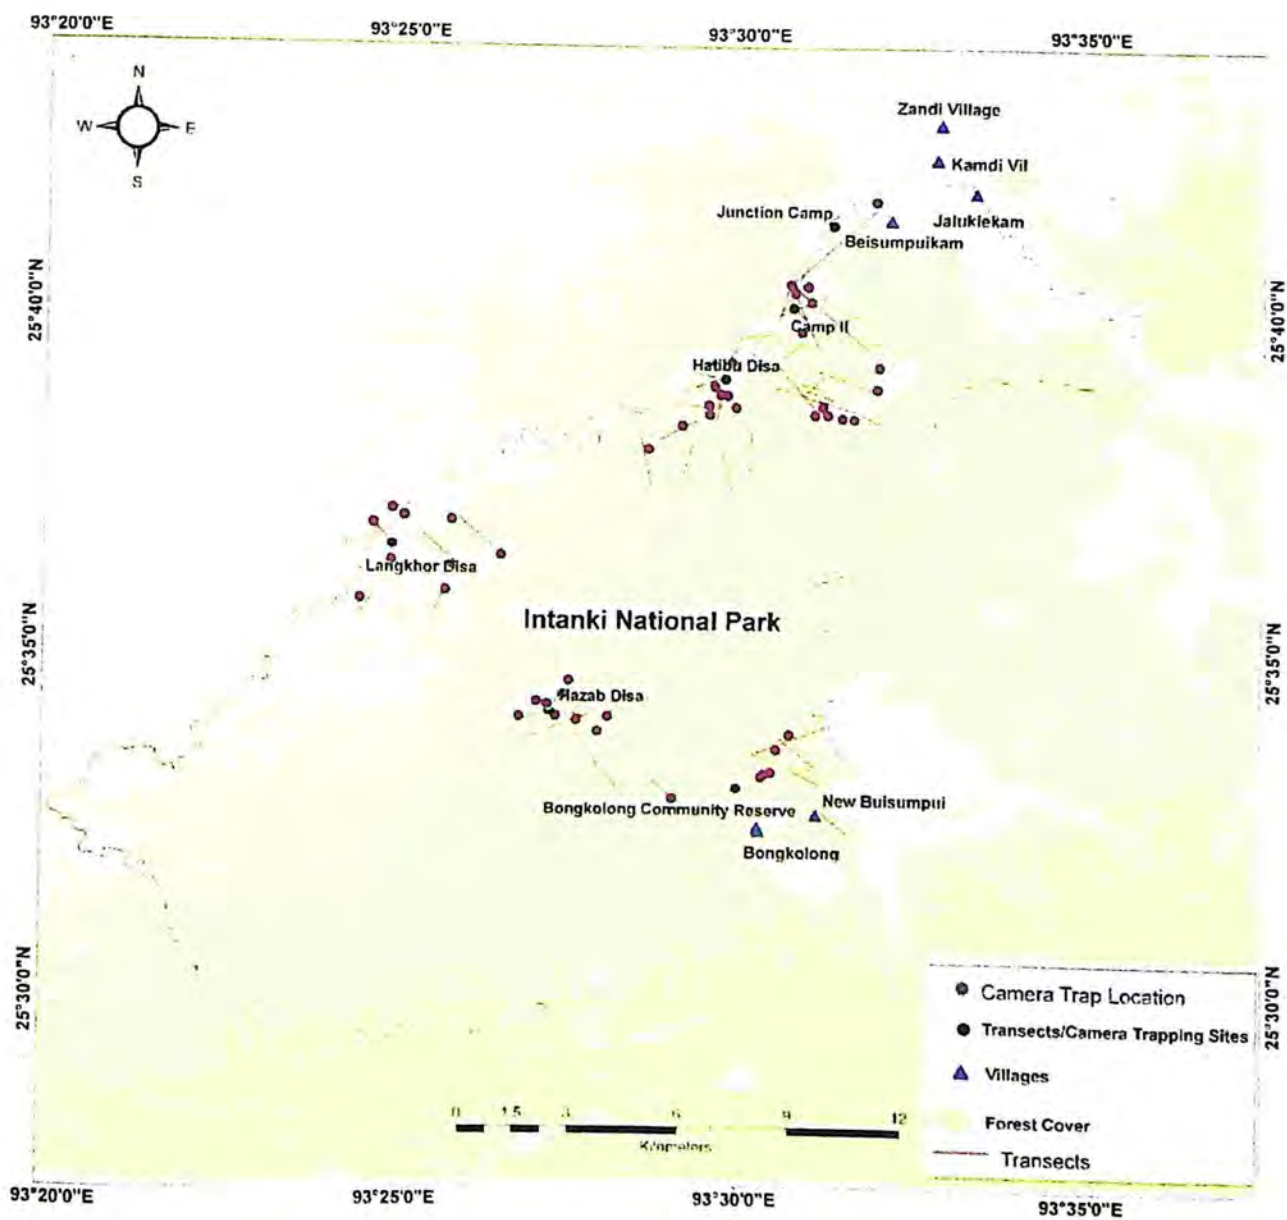 93°20'0"E
93°25'0"E
93°30'0"E
93°35'0"E
N
W
E
S
Zandi Village
Kamdi Vil
Jaluklekam
Junction Camp
Beisumpuikam
25°40'0"N
25°40'0"N
Camp II
Hatibu Disa
Langkhor Disa
Intanki National Park
25°35'0"N
25°35'0"N
Hazab Disa
Bongkolong Community Reserve
New Buisumpui
Bongkolong
25°30'0"N
25°30'0"N
Camera Trap Location
Transects/Camera Trapping Sites
Villages
Forest Cover
Transects
0 1.5 3 6 9 12
Kilometers
93°20'0"E
93°25'0"E
93°30'0"E
93°35'0"E